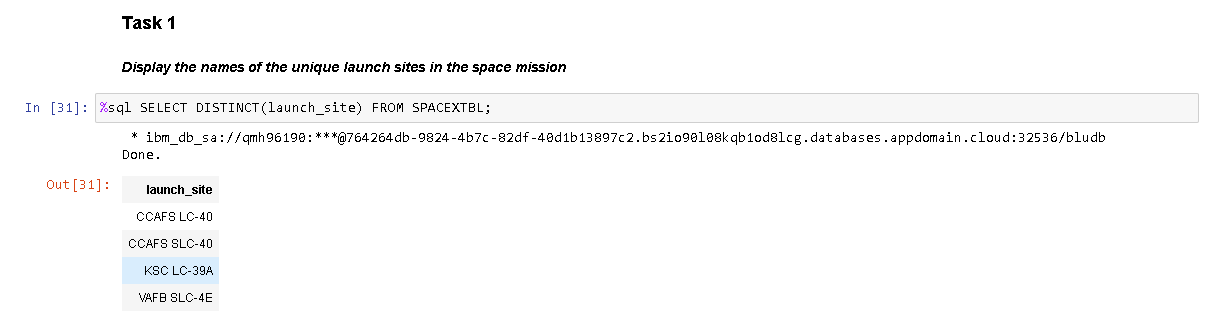 Task 1
Display the names of the unique launch sites in the space mission
In [31]: %sql SELECT DISTINCT(launch_site) FROM SPACEXTBL;
* ibm_db_sa://qmh96190:***@764264db-9824-4b7c-82df-40d1b13897c2.bs2io90l08kqb1od8lcg.databases.appdomain.cloud:32536/bludb
Done.
Out[31]:
launch_site
CCAFS LC-40
CCAFS SLC-40
KSC LC-39A
VAFB SLC-4E